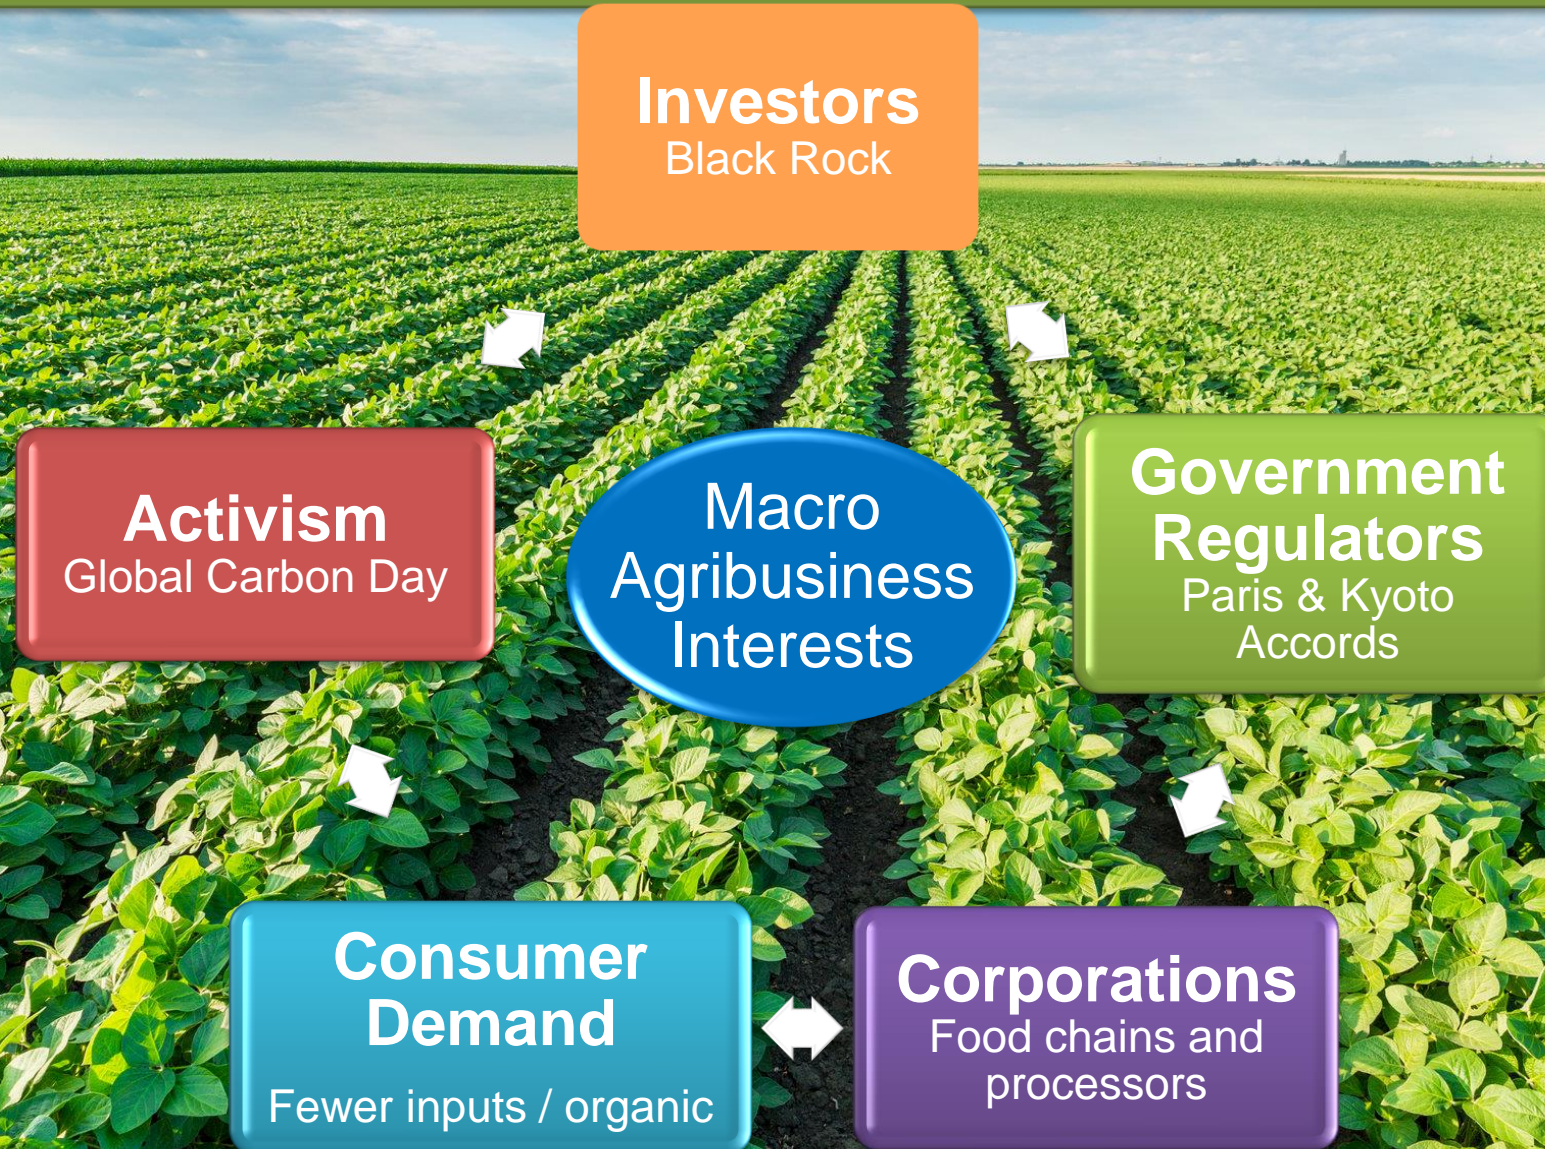 Investors
Black Rock
Activism
Global Carbon Day
Macro
Agribusiness
Interests
Government
Regulators
Paris & Kyoto
Accords
Consumer
Demand
Fewer inputs / organic
Corporations
Food chains and
processors